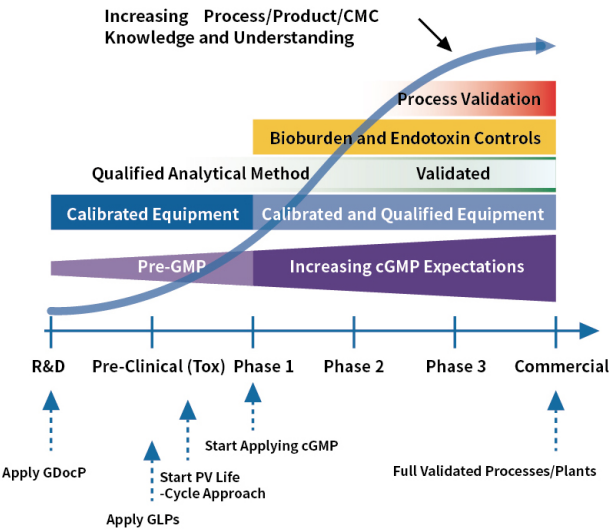 Increasing Process/Product/CMC
Knowledge and Understanding
Process Validation
Bioburden and Endotoxin Controls
Qualified Analytical Method Validated
Calibrated Equipment Calibrated and Qualified Equipment
Pre-GMP Increasing cGMP Expectations
R&D Pre-Clinical (Tox) Phase 1 Phase 2 Phase 3 Commercial
Start Applying cGMP
Apply GDocP
Start PV Life
-Cycle Approach
Full Validated Processes/Plants
Apply GLPs